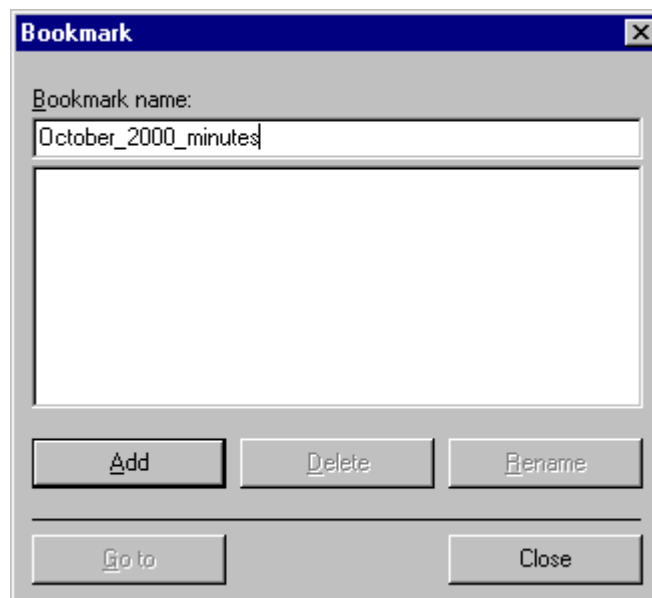 Bookmark
Bookmark name:
October_2000_minutes
Add Delete Rename
Go to Close